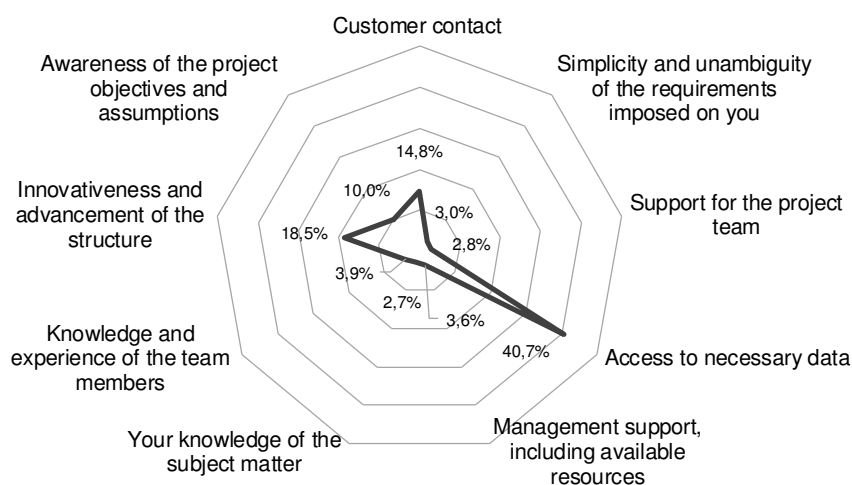 Customer contact
Simplicity and unambiguity
of the requirements
imposed on you
Support for the project
team
Access to necessary data
Management support,
including available
resources
Your knowledge of the
subject matter
Knowledge and
experience of the team
members
Innovativeness and
advancement of the
structure
Awareness of the project
objectives and
assumptions
14,8%
3,0%
2,8%
40,7%
3,6%
2,7%
3,9%
18,5%
10,0%